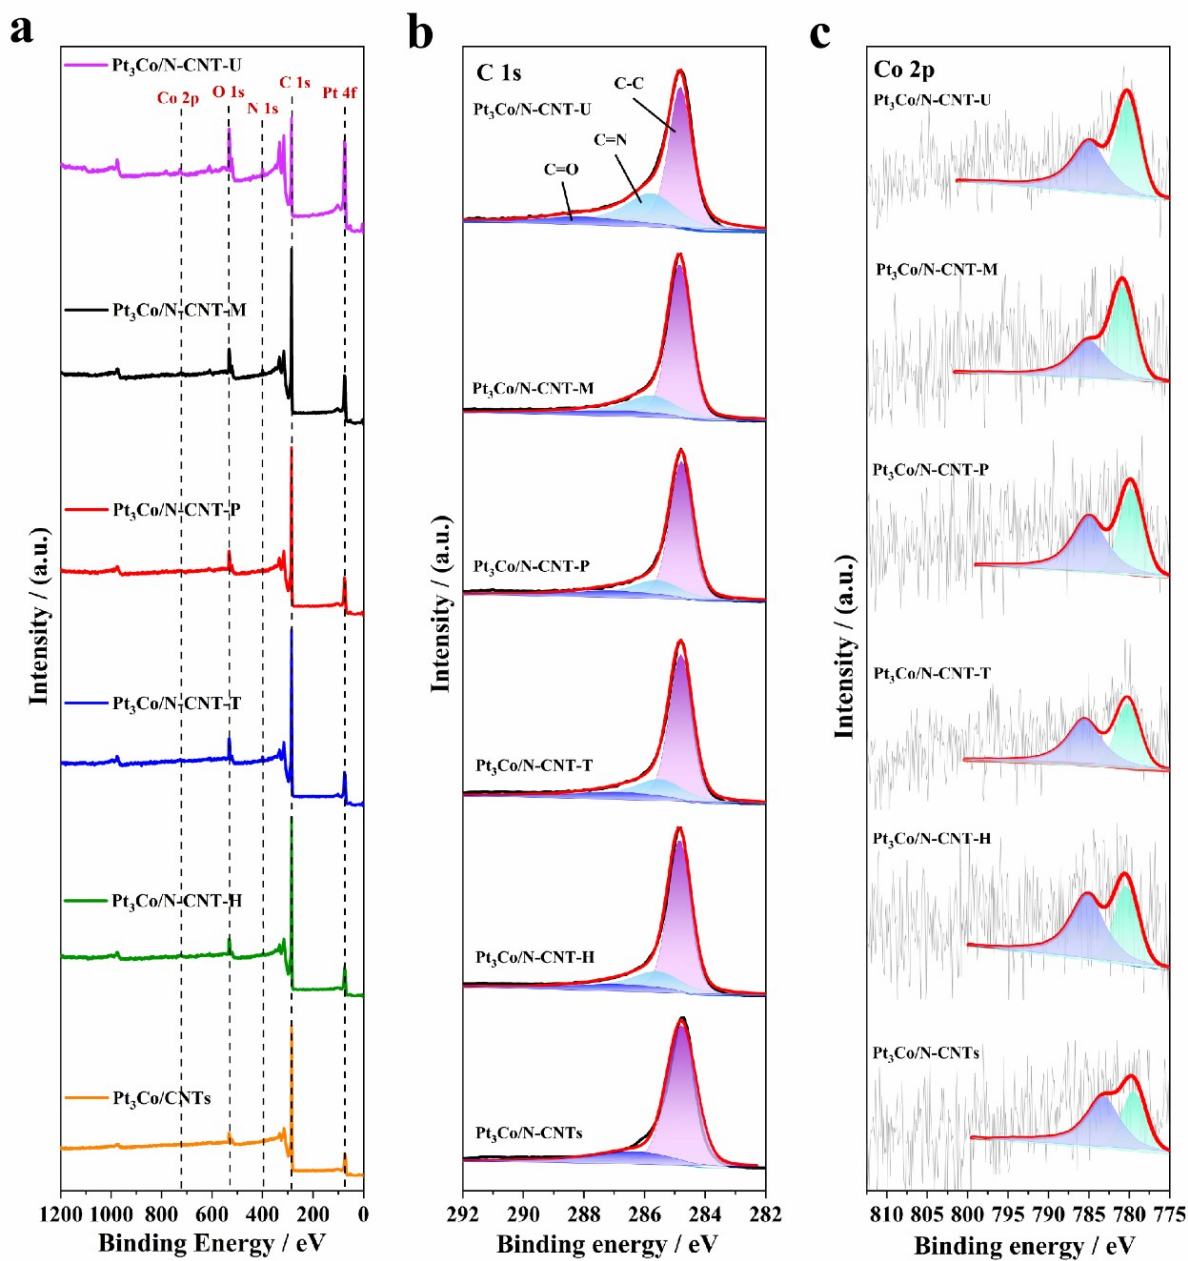 a
Pt3Co/N-CNT-U
Co 2p
O 1s
N 1s
C 1s
Pt 4f
Pt3Co/N-CNT-M
Pt3Co/N-CNT-P
Pt3Co/N-CNT-T
Pt3Co/N-CNT-H
Pt3Co/CNTs
Intensity / (a.u.)
1200 1000 800 600 400 200 0
Binding Energy / eV
b
C 1s
Pt3Co/N-CNT-U
C-C
C=N
C=O
Pt3Co/N-CNT-M
Pt3Co/N-CNT-P
Pt3Co/N-CNT-T
Pt3Co/N-CNT-H
Pt3Co/N-CNTs
Intensity / (a.u.)
292 290 288 286 284 282
Binding energy / eV
c
Co 2p
Pt3Co/N-CNT-U
Pt3Co/N-CNT-M
Pt3Co/N-CNT-P
Pt3Co/N-CNT-T
Pt3Co/N-CNT-H
Pt3Co/N-CNTs
Intensity / (a.u.)
810 805 800 795 790 785 780 775
Binding energy / eV